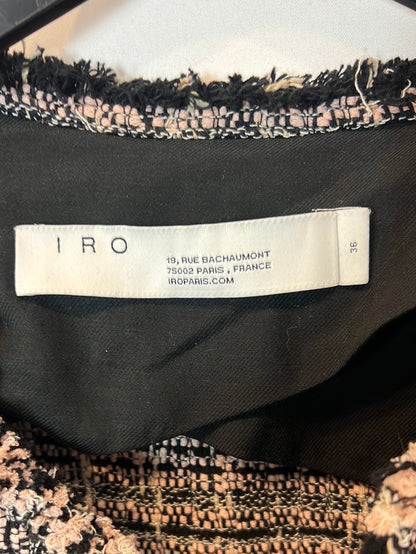 IRO
19, RUE BACHAUMONT
75002 PARIS, FRANCE
IROPARIS.COM
36